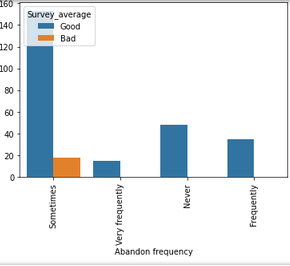 160
140
120
100
80
60
40
20
0
Survey_average
Good
Bad
Sometimes
Very frequently
Never
Frequently
Abandon frequency